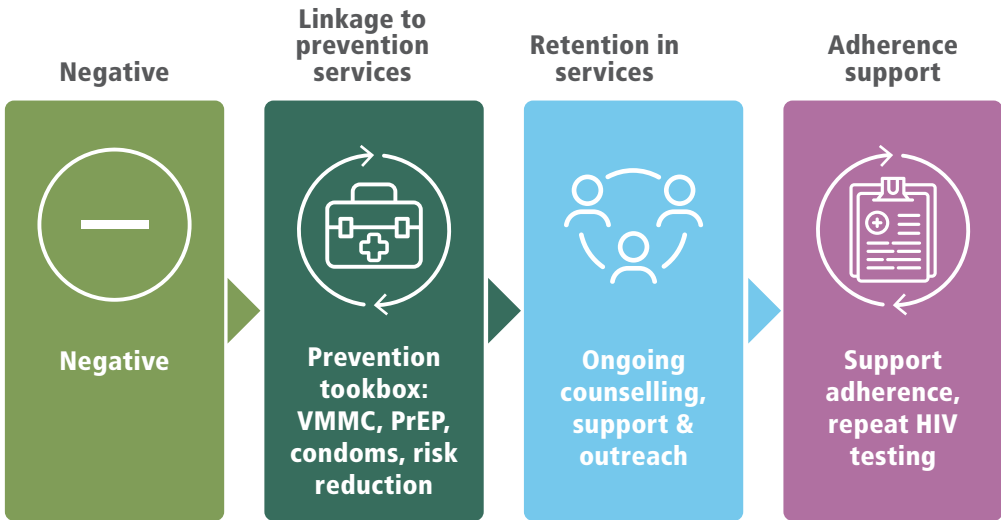 Negative
Linkage to
prevention
services
Retention in
services
Adherence
support
Negative
Prevention
tookbox:
VMMC, PrEP,
condoms, risk
reduction
Ongoing
counselling,
support &
outreach
Support
adherence,
repeat HIV
testing